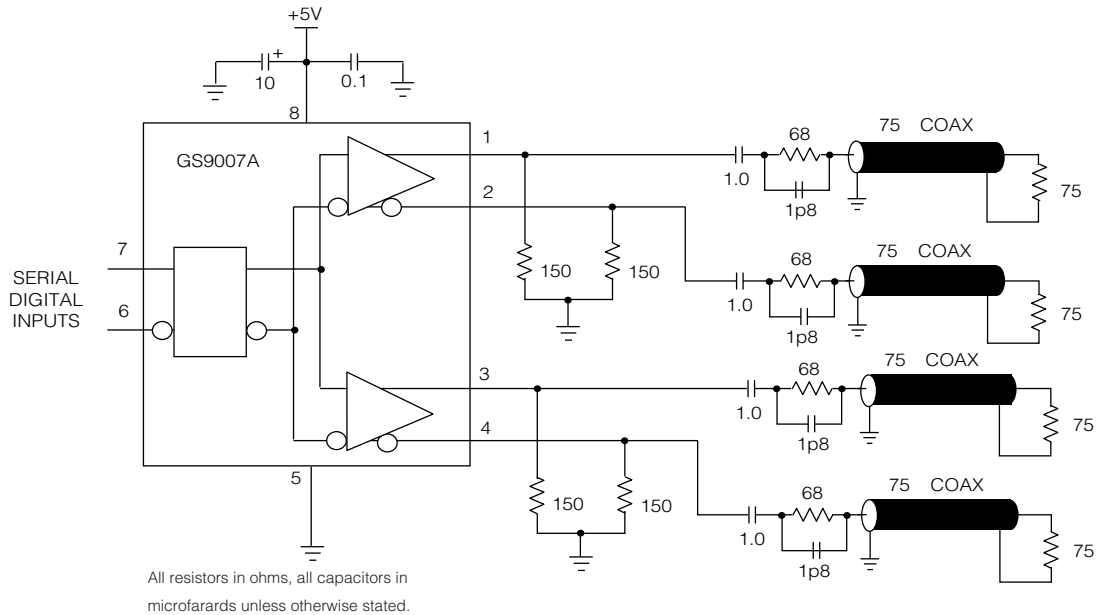 +5V
+
10
0.1
8
GS9007A
1
2
7
SERIAL
DIGITAL
INPUTS
6
150
150
68
75 COAX
1.0
1p8
75
68
75 COAX
1.0
1p8
75
3
4
5
150
150
68
75 COAX
1.0
1p8
75
68
75 COAX
1.0
1p8
75
All resistors in ohms, all capacitors in
microfarards unless otherwise stated.